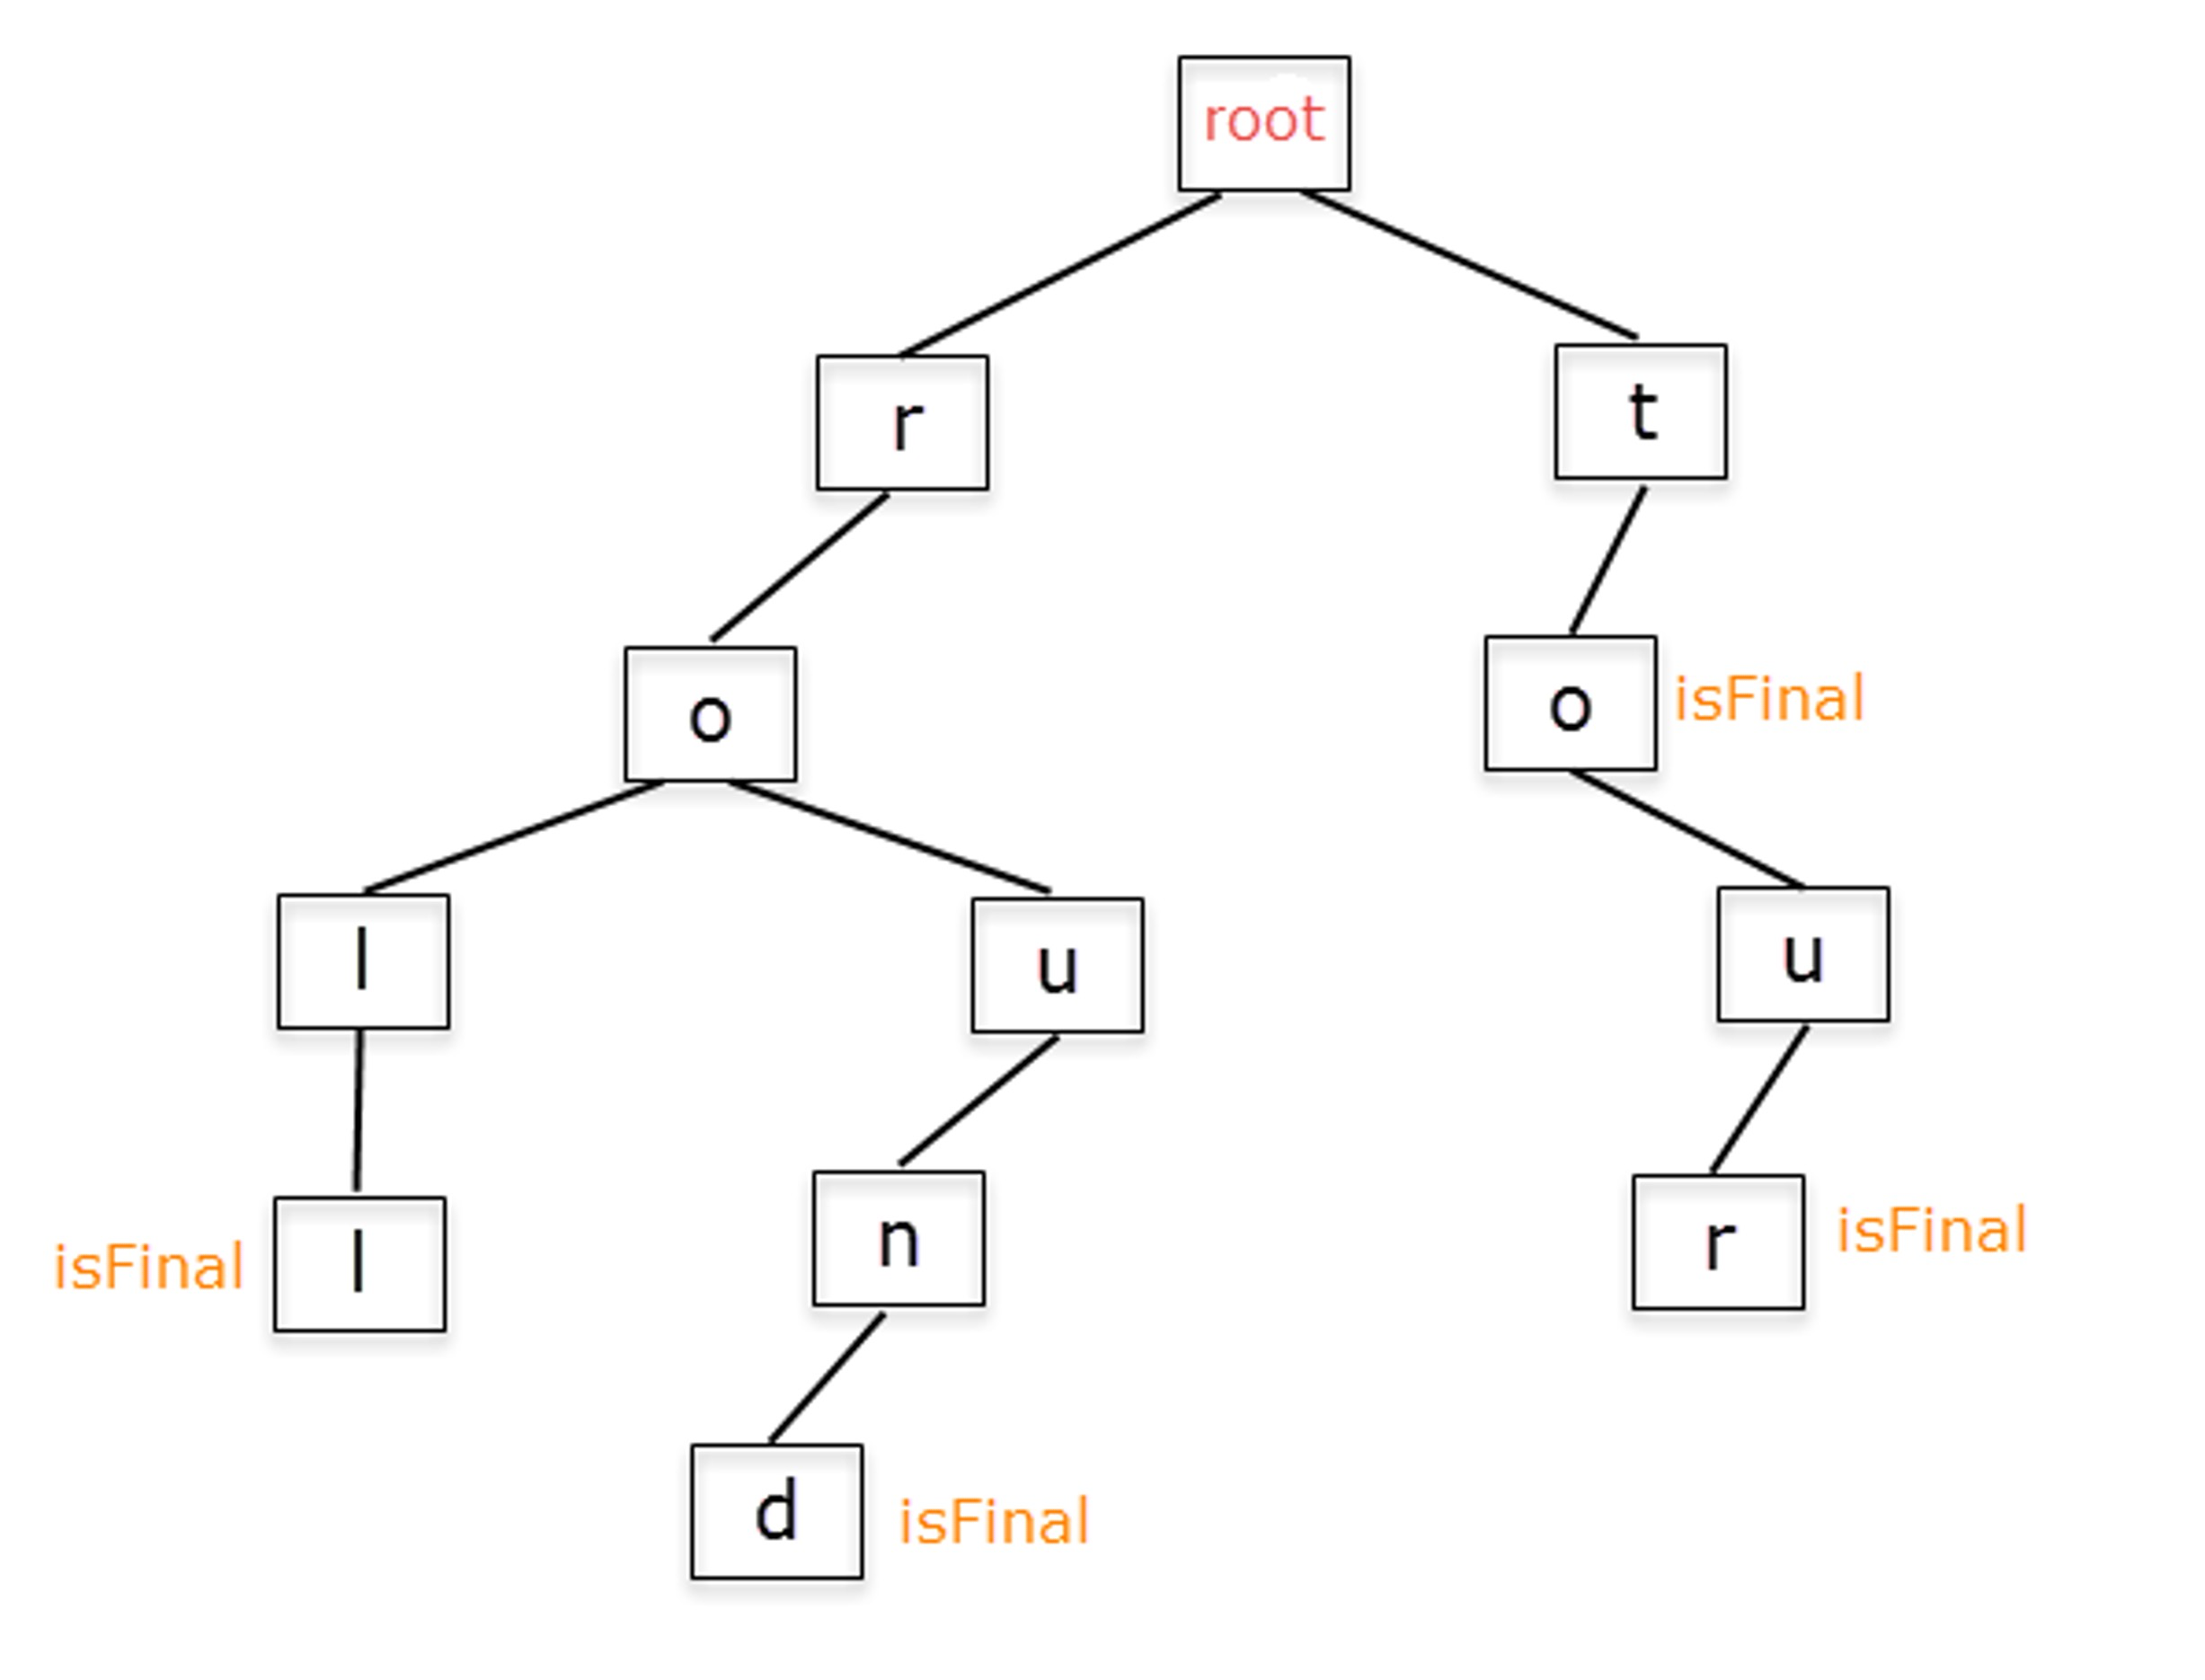 root
r
t
o
o isFinal
l
u
u
isFinal l
n
r isFinal
d isFinal